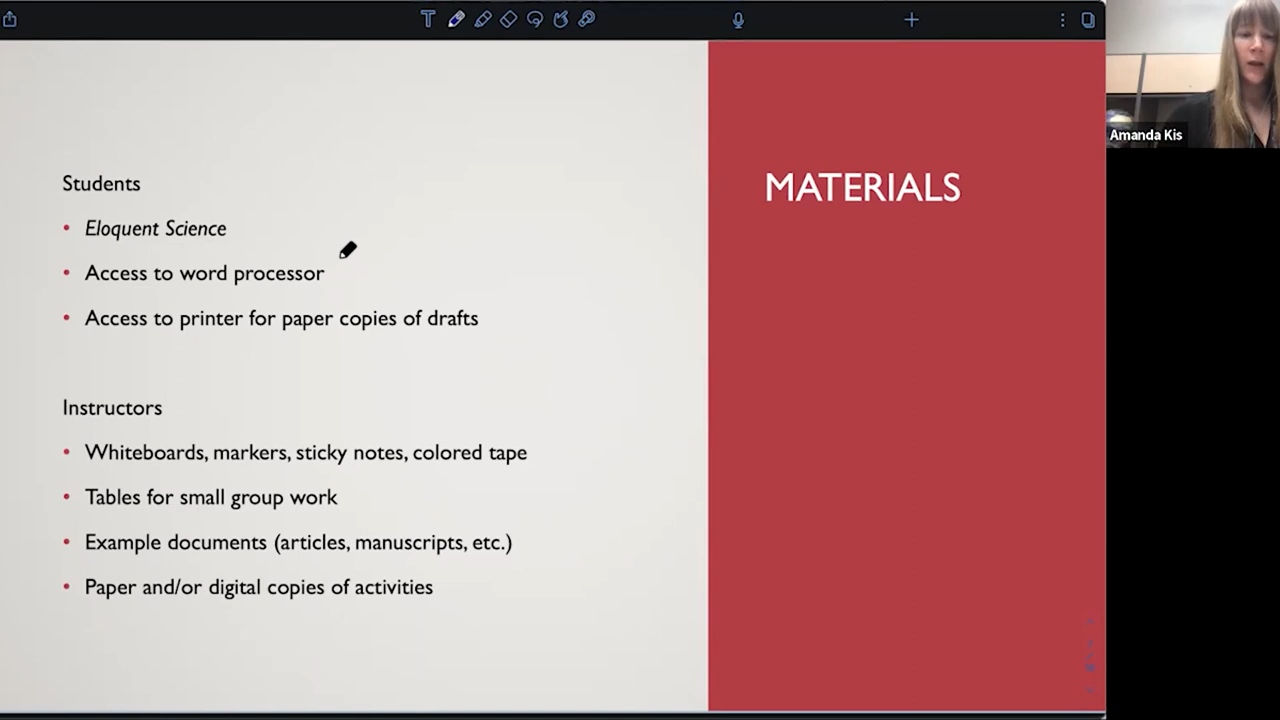 MATERIALS
Students
• Eloquent Science
• Access to word processor
• Access to printer for paper copies of drafts
Instructors
• Whiteboards, markers, sticky notes, colored tape
• Tables for small group work
• Example documents (articles, manuscripts, etc.)
• Paper and/or digital copies of activities
Amanda Kis